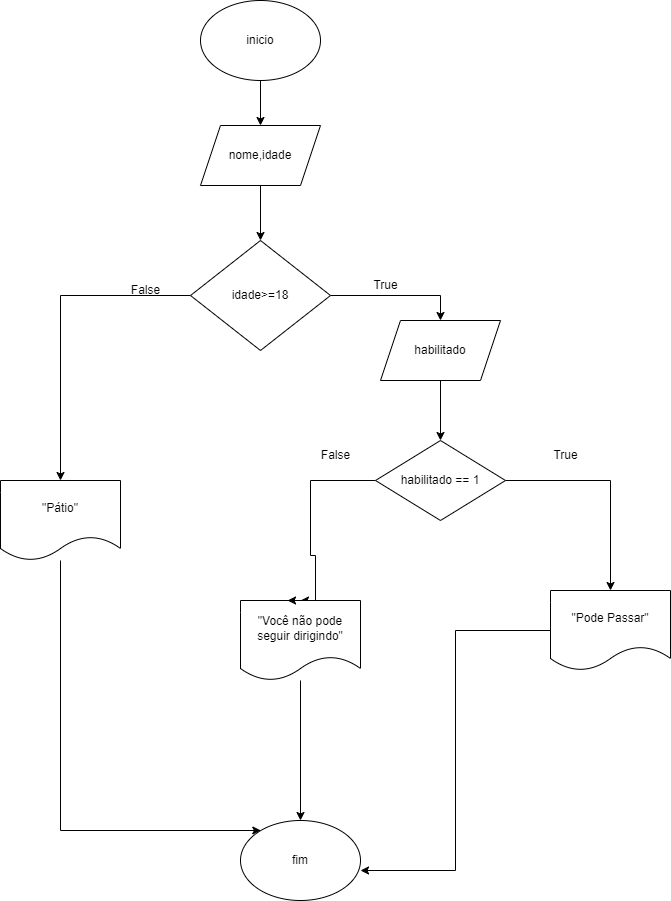 inicio
nome,idade
idade>=18
False
True
habilitado
False
True
habilitado == 1
"Pátio"
"Você não pode
seguir dirigindo"
"Pode Passar"
fim